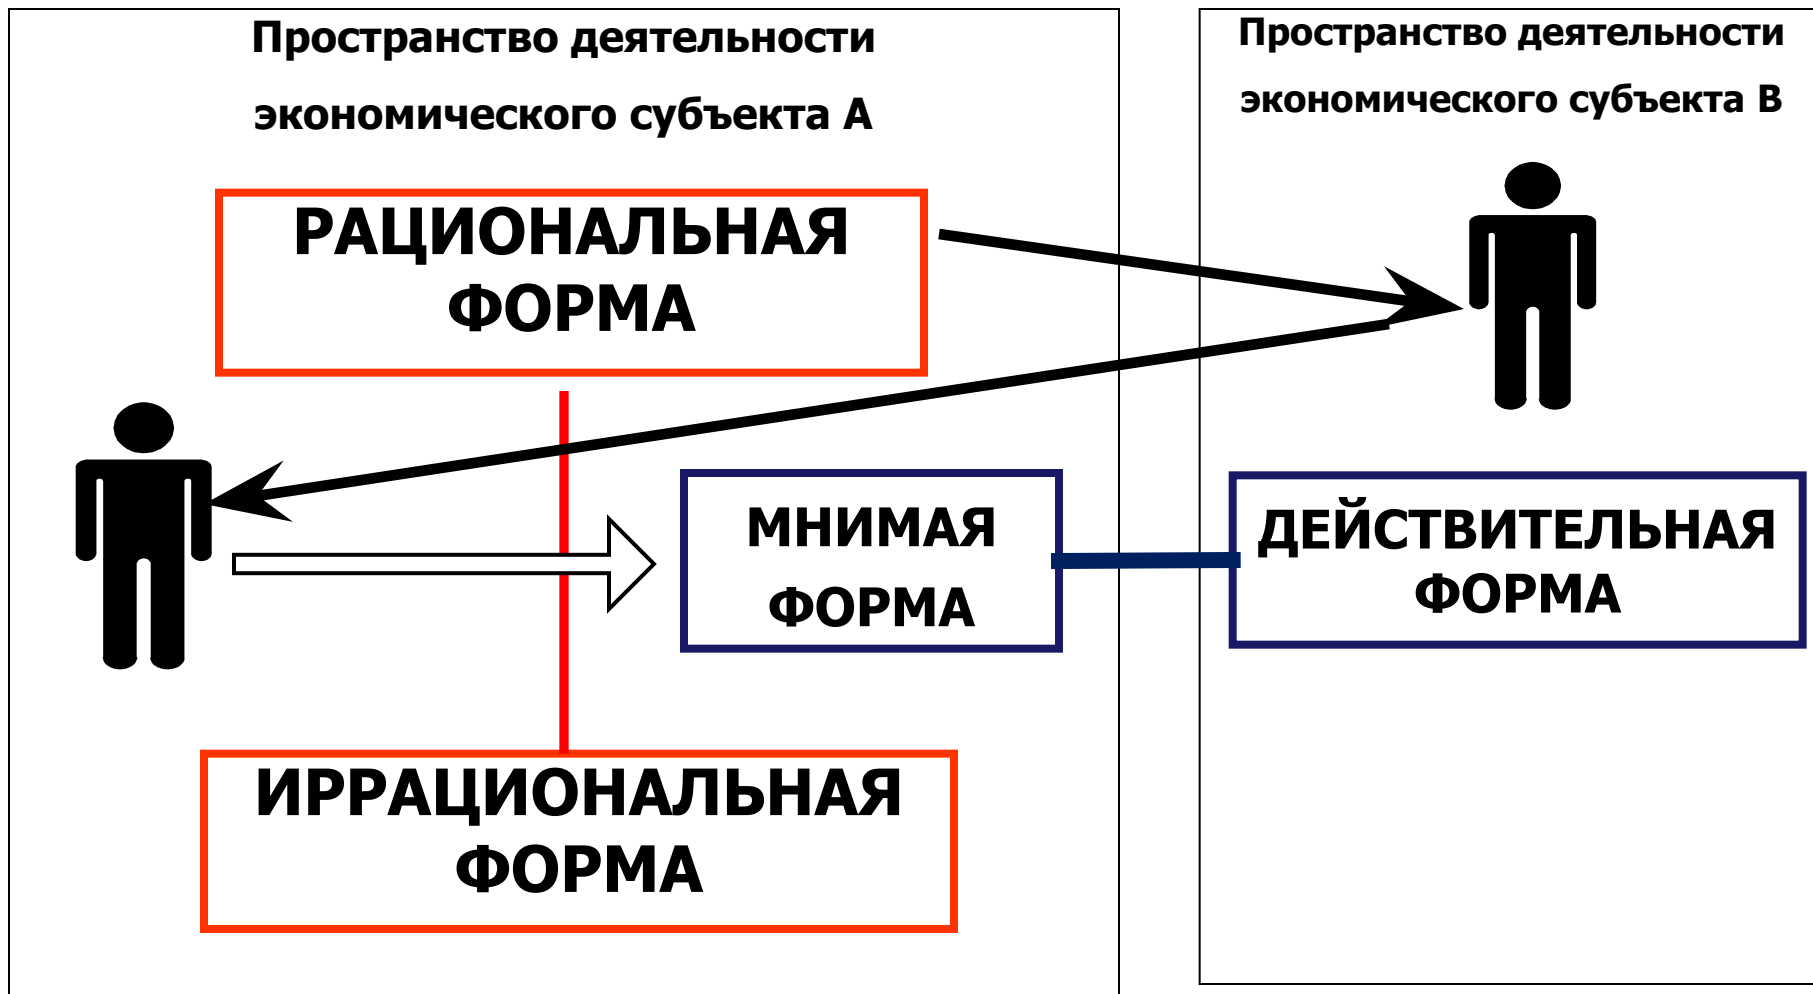 Пространство деятельности
экономического субъекта А
Пространство деятельности
экономического субъекта В
РАЦИОНАЛЬНАЯ
ФОРМА
МНИМАЯ
ФОРМА
ДЕЙСТВИТЕЛЬНАЯ
ФОРМА
ИРРАЦИОНАЛЬНАЯ
ФОРМА